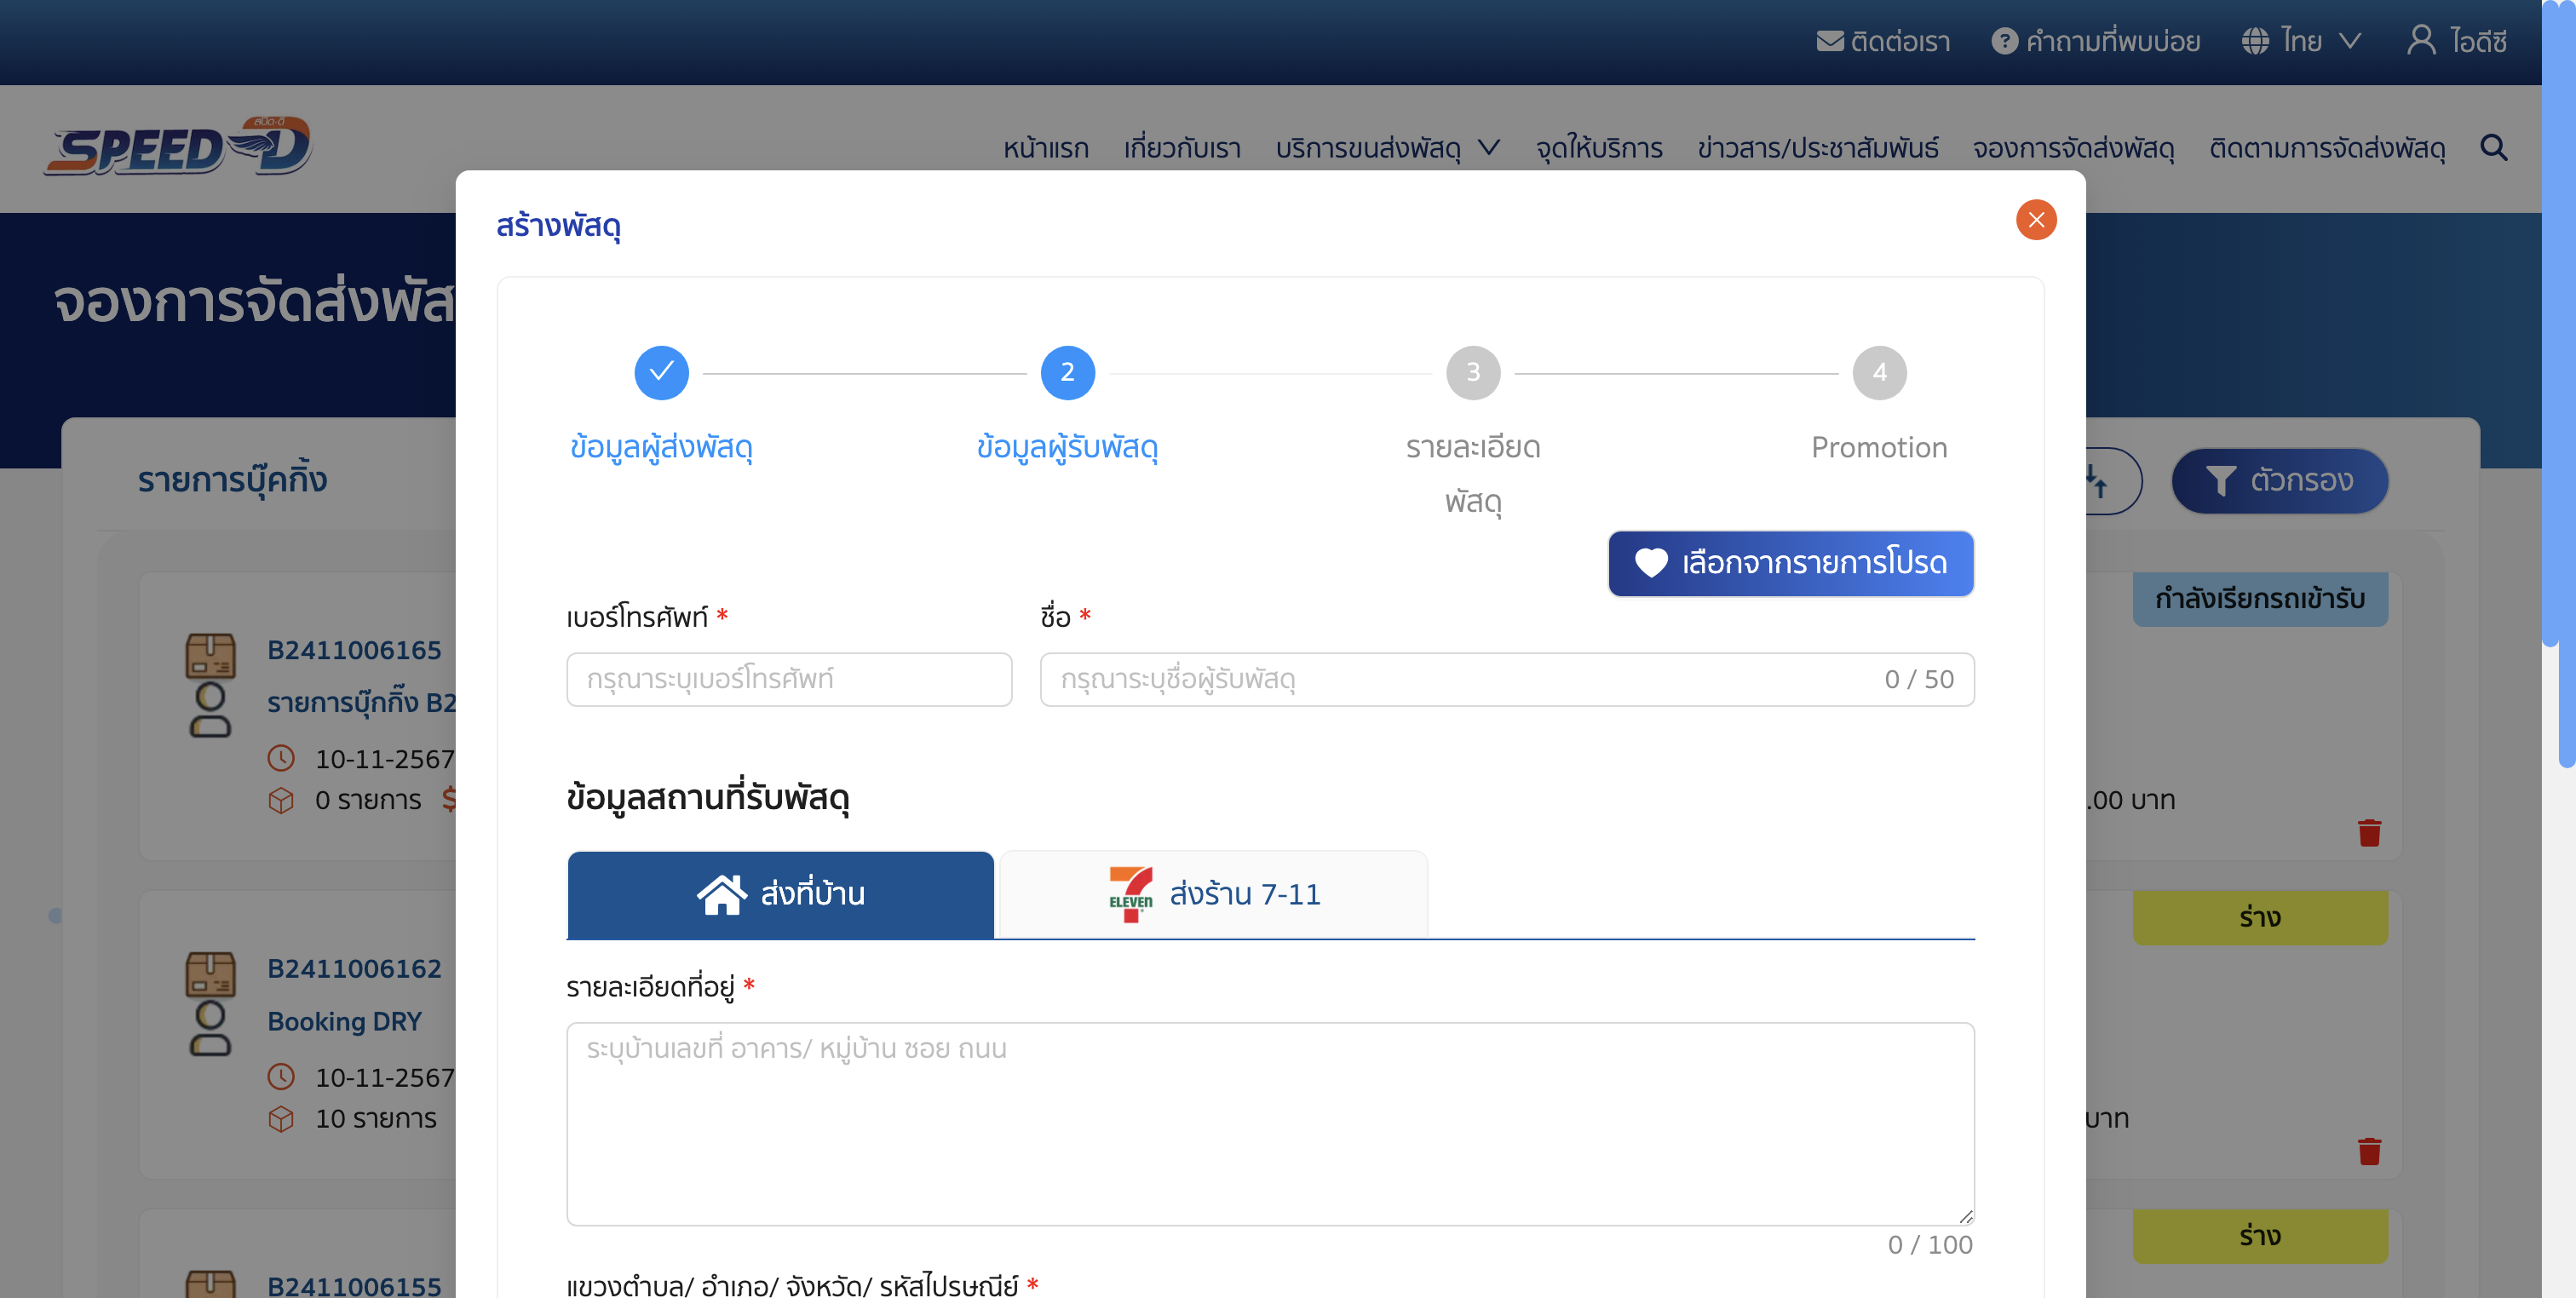 ติดต่อเรา คำถามที่พบบ่อย ไทย ไอดีซี
สปีด-ดี
SPEED-D
หน้าแรก เกี่ยวกับเรา บริการขนส่งพัสดุ จุดให้บริการ ข่าวสาร/ประชาสัมพันธ์ จองการจัดส่งพัสดุ ติดตามการจัดส่งพัสดุ
สร้างพัสดุ
จองการจัดส่งพัส
2 3 4
ข้อมูลผู้ส่งพัสดุ ข้อมูลผู้รับพัสดุ รายละเอียด Promotion
พัสดุ
รายการบุ๊คกิ้ง
ตัวกรอง
เลือกจากรายการโปรด
กำลังเรียกรถเข้ารับ
เบอร์โทรศัพท์ * ชื่อ *
กรุณาระบุเบอร์โทรศัพท์ กรุณาระบุชื่อผู้รับพัสดุ 0 / 50
B2411006165
รายการบุ๊กกิ๊ง B2
10-11-2567
0 รายการ $
.00 บาท
ข้อมูลสถานที่รับพัสดุ
ส่งที่บ้าน ELEVEN ส่งร้าน 7-11
ร่าง
B2411006162
Booking DRY
10-11-2567
10 รายการ
บาท
รายละเอียดที่อยู่ *
ระบุบ้านเลขที่ อาคาร/ หมู่บ้าน ซอย ถนน
0 / 100
ร่าง
แขวงตำบล/ อำเภอ/ จังหวัด/ รหัสไปรษณีย์ *
B2411006155